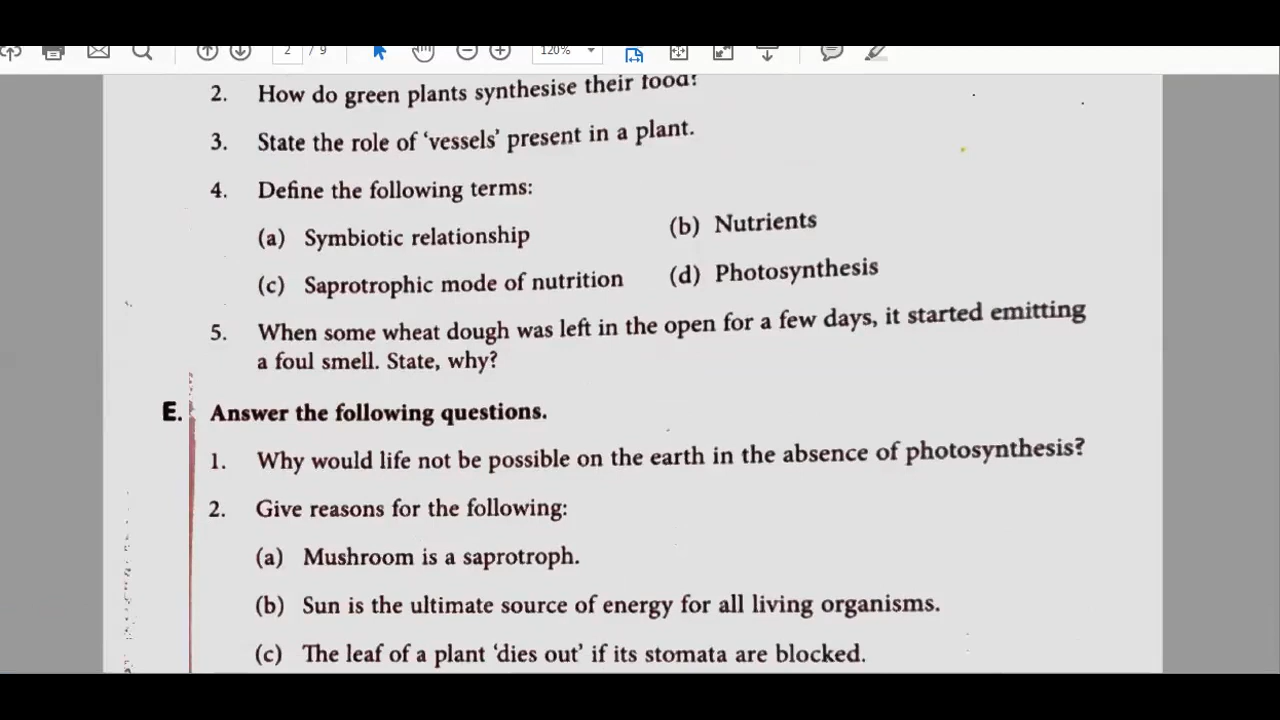 2 / 9 120%
2. How do green plants synthesise their food?
3. State the role of ‘vessels’ present in a plant.
4. Define the following terms:
(a) Symbiotic relationship (b) Nutrients
(c) Saprotrophic mode of nutrition (d) Photosynthesis
5. When some wheat dough was left in the open for a few days, it started emitting
a foul smell. State, why?
E. Answer the following questions.
1. Why would life not be possible on the earth in the absence of photosynthesis?
2. Give reasons for the following:
(a) Mushroom is a saprotroph.
(b) Sun is the ultimate source of energy for all living organisms.
(c) The leaf of a plant ‘dies out’ if its stomata are blocked.